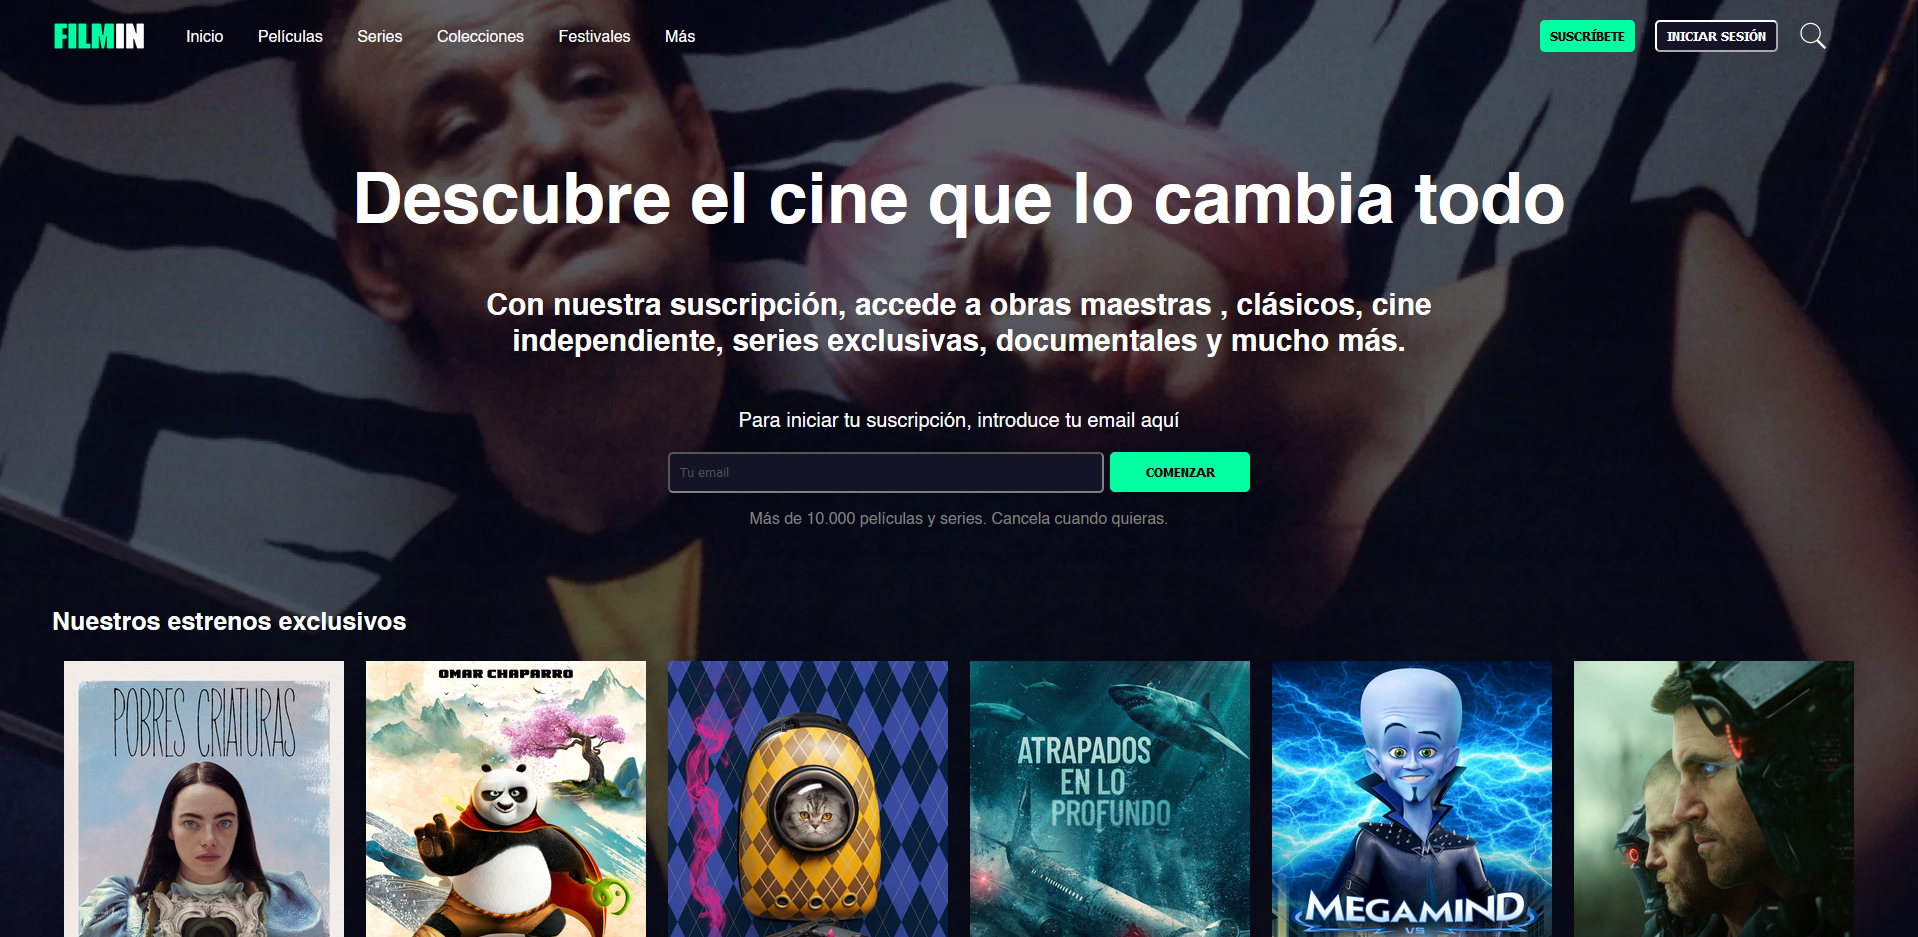 FILMIN
Inicio
Películas
Series
Colecciones
Festivales
Más
SUSCRÍBETE
INICIAR SESIÓN
Descubre el cine que lo cambia todo
Con nuestra suscripción, accede a obras maestras , clásicos, cine
independiente, series exclusivas, documentales y mucho más.
Para iniciar tu suscripción, introduce tu email aquí
Tu email
COMENZAR
Más de 10.000 películas y series. Cancela cuando quieras.
Nuestros estrenos exclusivos
POBRES CRIATURAS
OMAR CHAPARRO
ATRAPADOS
EN LO
PROFUNDO
MEGAMIND
VS